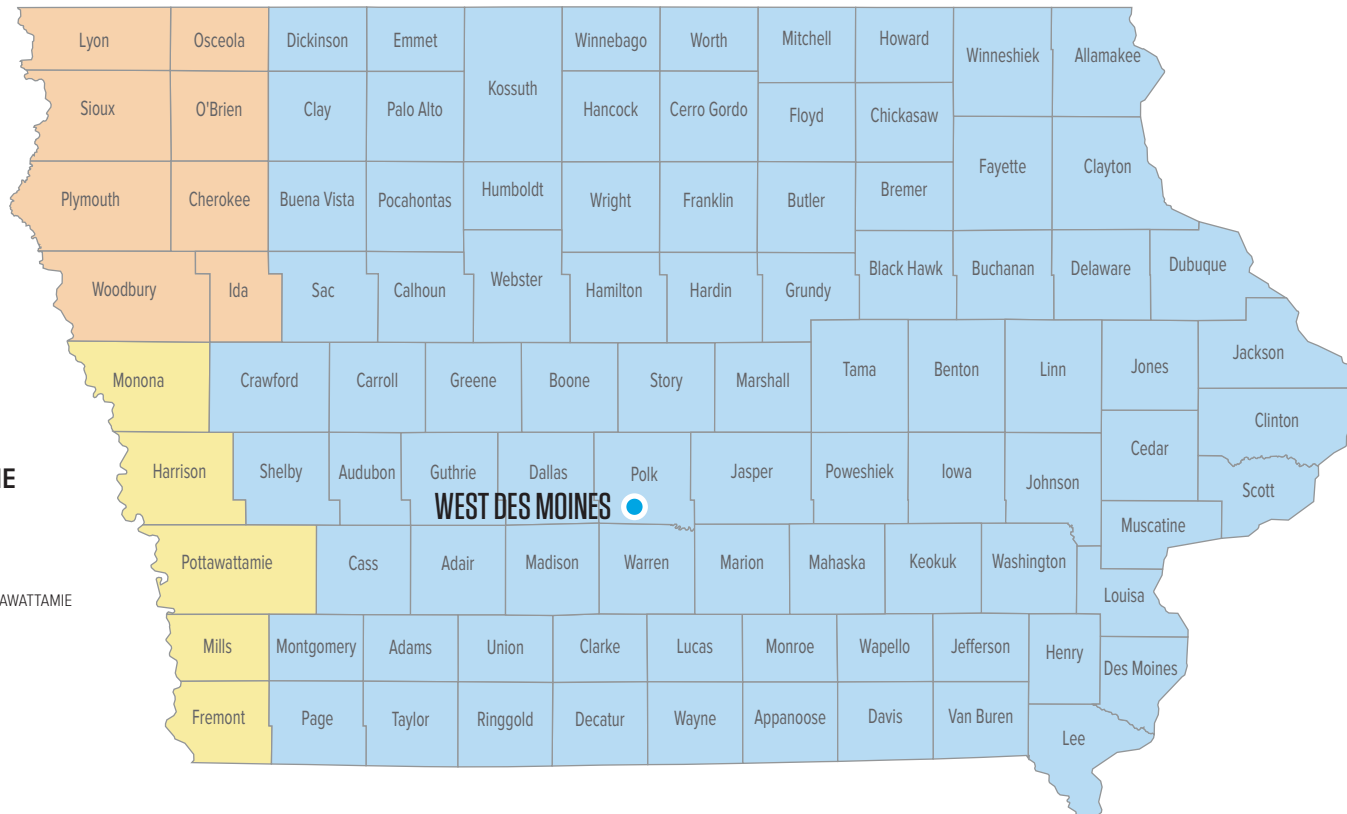 Lyon Osceola Dickinson Emmet Kossuth Winnebago Worth Mitchell Howard Winneshiek Allamakee
Sioux O'Brien Clay Palo Alto Hancock Cerro Gordo Floyd Chickasaw
Plymouth Cherokee Buena Vista Pocahontas Humboldt Wright Franklin Butler Bremer Fayette Clayton
Woodbury Ida Sac Calhoun Webster Hamilton Hardin Grundy Black Hawk Buchanan Delaware Dubuque
Monona Crawford Carroll Greene Boone Story Marshall Tama Benton Linn Jones Jackson
Clinton
IE Harrison Shelby Audubon Guthrie Dallas Polk Jasper Poweshiek Iowa Johnson Cedar Scott
WEST DES MOINES
Muscatine
Pottawattamie Cass Adair Madison Warren Marion Mahaska Keokuk Washington
AWATTAMIE Louisa
Mills Montgomery Adams Union Clarke Lucas Monroe Wapello Jefferson Henry Des Moines
Fremont Page Taylor Ringgold Decatur Wayne Appanoose Davis Van Buren Lee